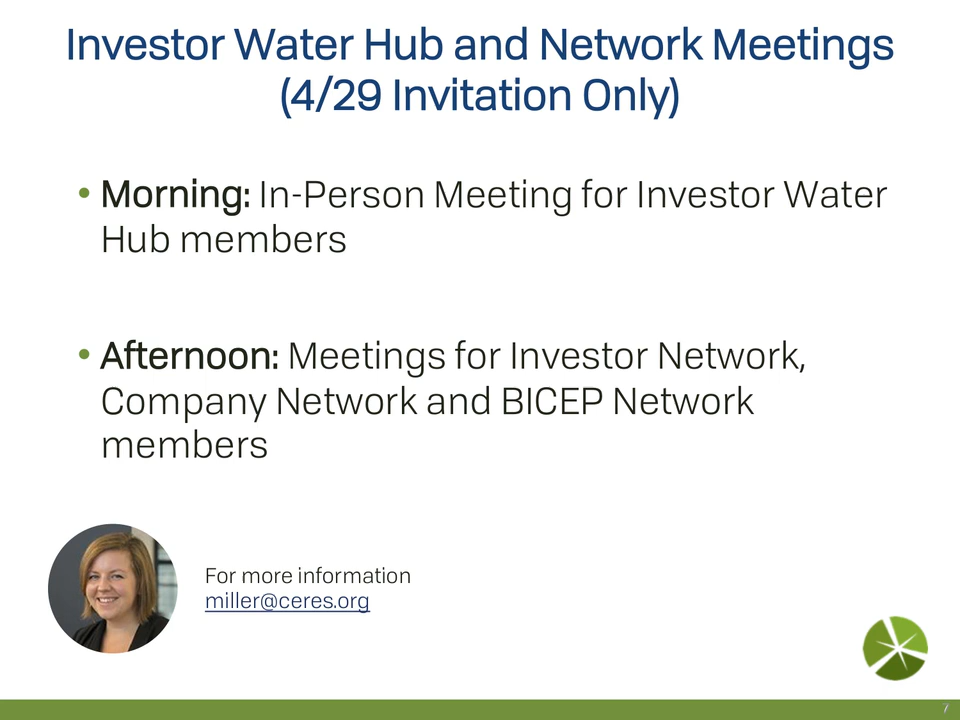 Investor Water Hub and Network Meetings
(4/29 Invitation Only)
• Morning: In-Person Meeting for Investor Water
Hub members
• Afternoon: Meetings for Investor Network,
Company Network and BICEP Network
members
For more information
miller@ceres.org
7